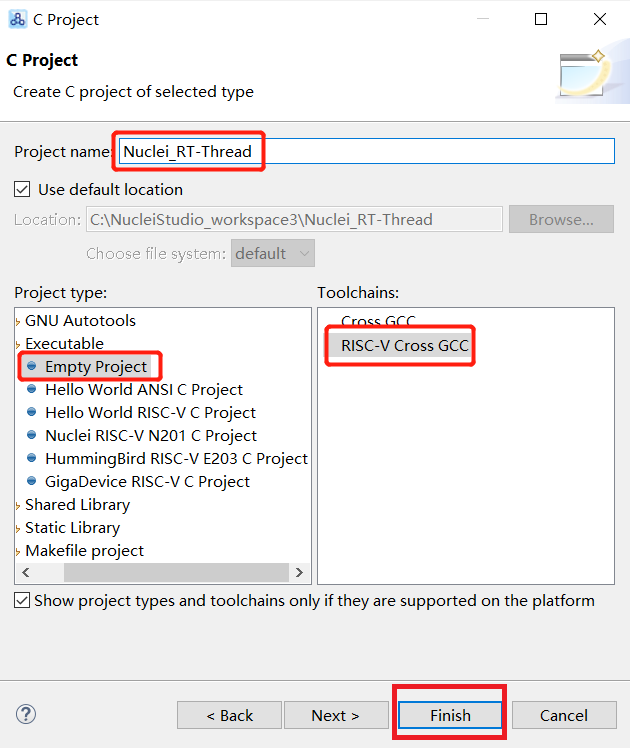 C Project
C Project
Create C project of selected type
Project name: Nuclei_RT-Thread
Use default location
Location: C:\NucleiStudio_workspace3\Nuclei_RT-Thread Browse...
Choose file system: default
Project type:
GNU Autotools
Executable
Empty Project
Hello World ANSI C Project
Hello World RISC-V C Project
Nuclei RISC-V N201 C Project
HummingBird RISC-V E203 C Project
GigaDevice RISC-V C Project
Shared Library
Static Library
Makefile project
Toolchains:
Cross GCC
RISC-V Cross GCC
Show project types and toolchains only if they are supported on the platform
? < Back Next > Finish Cancel